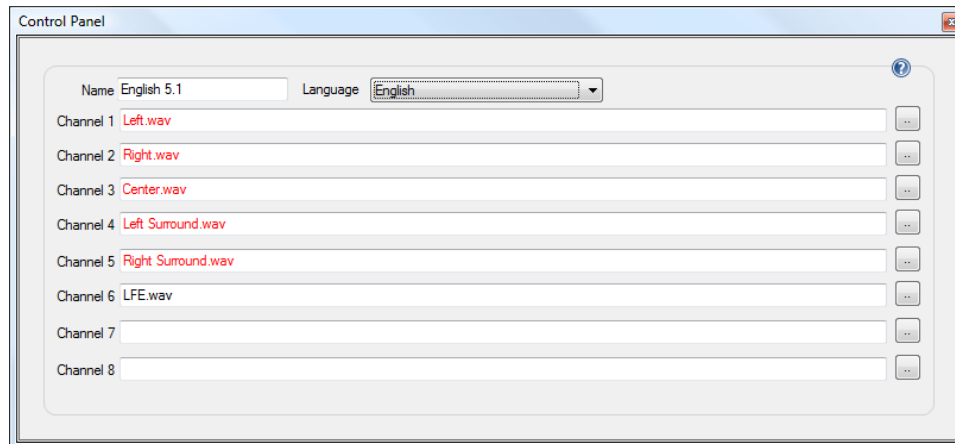 Control Panel
Name English 5.1 Language English
Channel 1 Left.wav ..
Channel 2 Right.wav ..
Channel 3 Center.wav ..
Channel 4 Left Surround.wav ..
Channel 5 Right Surround.wav ..
Channel 6 LFE.wav ..
Channel 7 ..
Channel 8 ..